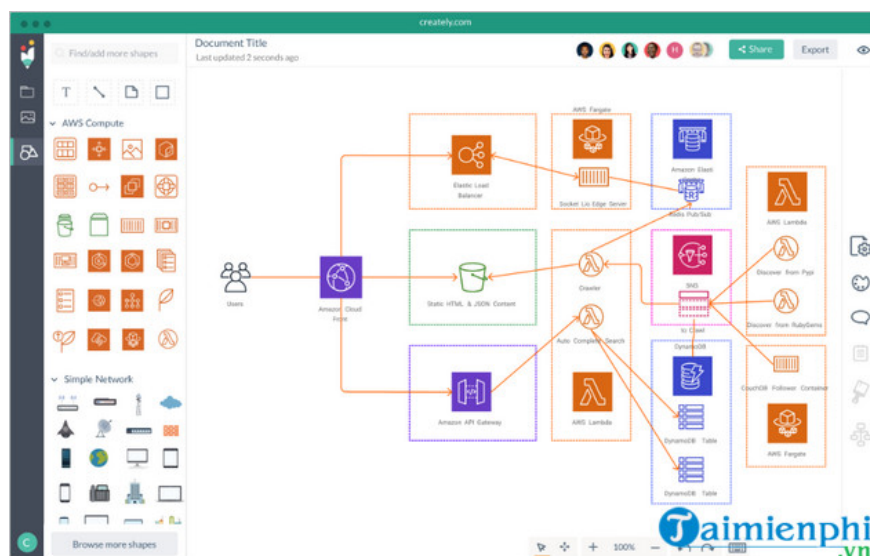 creately.com
Find/add more shapes
Document Title
Last updated 2 seconds ago
H
Share
Export
T
AWS Compute
Simple Network
Browse more shapes
C
Users
Amazon Cloud
Front
Elastic Load
Balancer
AWS Fargate
Socket Lio Edge Server
Amazon Elasti
Redis Pub/Sub
Static HTML & JSON Content
Crawler
Auto Complete Search
SNS
to Crawl
AWS Lambda
Discover from Pypi
Discover from RubyGems
Amazon API Gateway
AWS Lambda
DynamoDB
DynamoDB Table
DynamoDB Table
CouchDB Follower Container
AWS Fargate
100%
Taimienphi
.vn